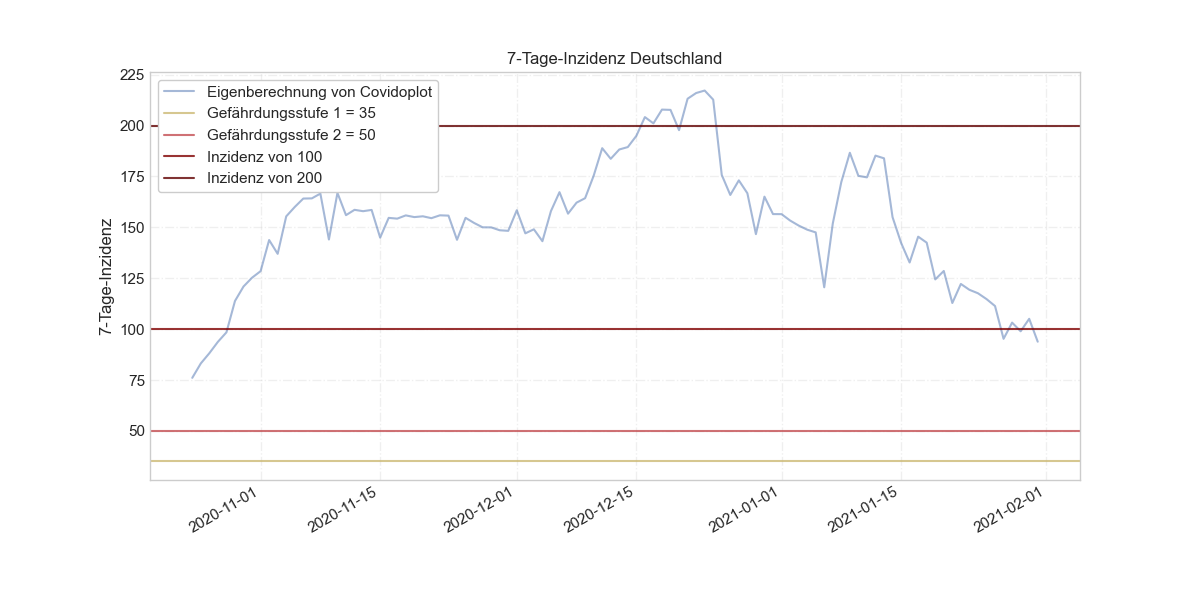 7-Tage-Inzidenz Deutschland
225
200
175
150
125
100
75
50
7-Tage-Inzidenz
Eigenberechnung von Covidoplot
Gefährdungsstufe 1 = 35
Gefährdungsstufe 2 = 50
Inzidenz von 100
Inzidenz von 200
2020-11-01
2020-11-15
2020-12-01
2020-12-15
2021-01-01
2021-01-15
2021-02-01